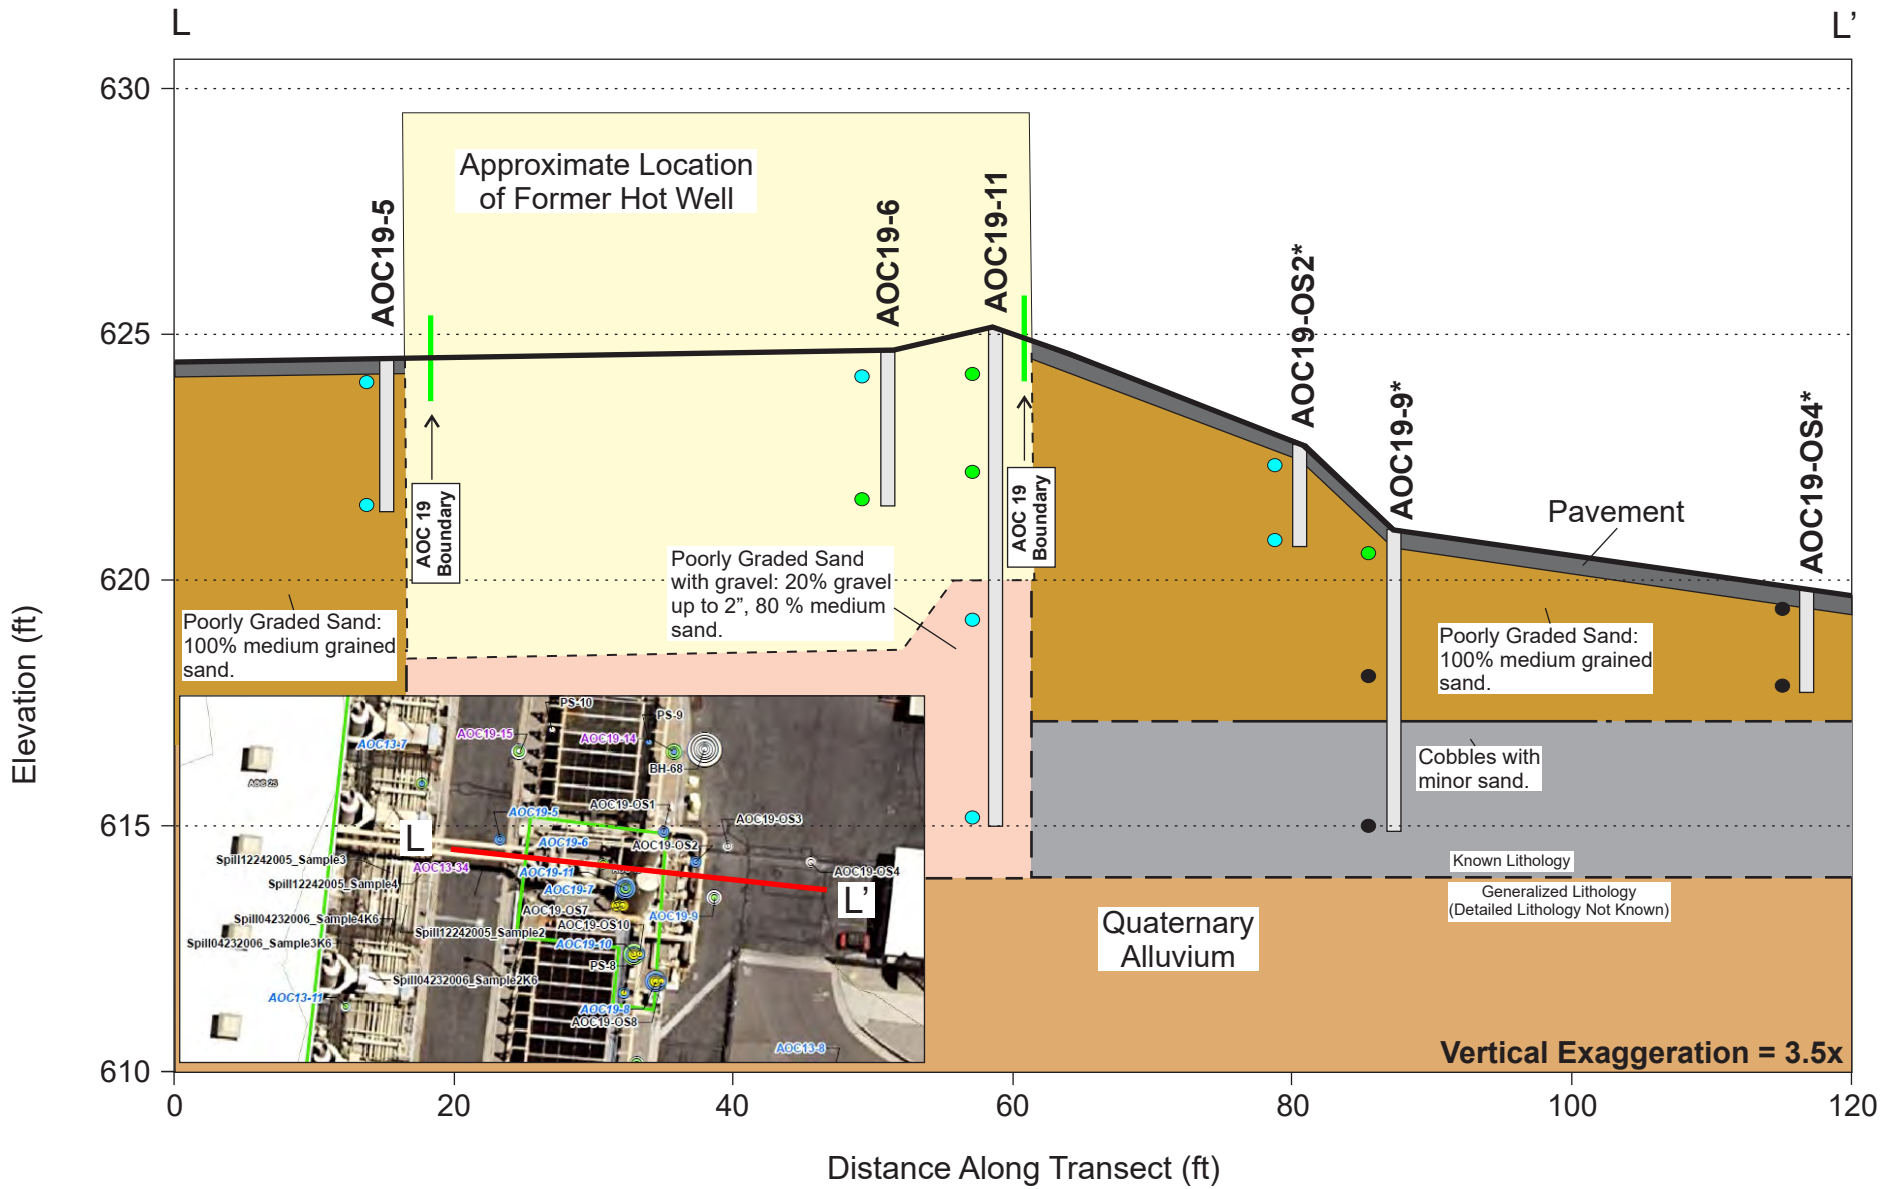 L
L’
630
625
620
615
610
Elevation (ft)
0
20
40
60
80
100
120
Distance Along Transect (ft)
Approximate Location
of Former Hot Well
AOC19-5
AOC19-6
AOC19-11
AOC19-OS2*
AOC19-9*
AOC19-OS4*
AOC 19
Boundary
AOC 19
Boundary
Pavement
Poorly Graded Sand:
100% medium grained
sand.
Poorly Graded Sand
with gravel: 20% gravel
up to 2”, 80 % medium
sand.
Poorly Graded Sand:
100% medium grained
sand.
Cobbles with
minor sand.
Known Lithology
Generalized Lithology
(Detailed Lithology Not Known)
Quaternary
Alluvium
Vertical Exaggeration = 3.5x
PS-10
PS-9
AOC19-15
AOC19-14
AOC13-7
BH-68
AOC 25
AOC19-OS1
AOC19-5
AOC19-OS3
L
AOC19-6
AOC19-OS2
Spill12242005_Sample3
AOC13-34
AOC19-11
AOC19-OS4
Spill12242005_Sample4
AOC19-7
L’
AOC19-OS7
AOC19-9
Spill04232006_Sample4K6
AOC19-OS10
Spill12242005_Sample2
Spill04232006_Sample3K6
AOC19-10
PS-8
Spill04232006_Sample2K6
AOC13-11
AOC19-8
AOC19-OS8
AOC13-8